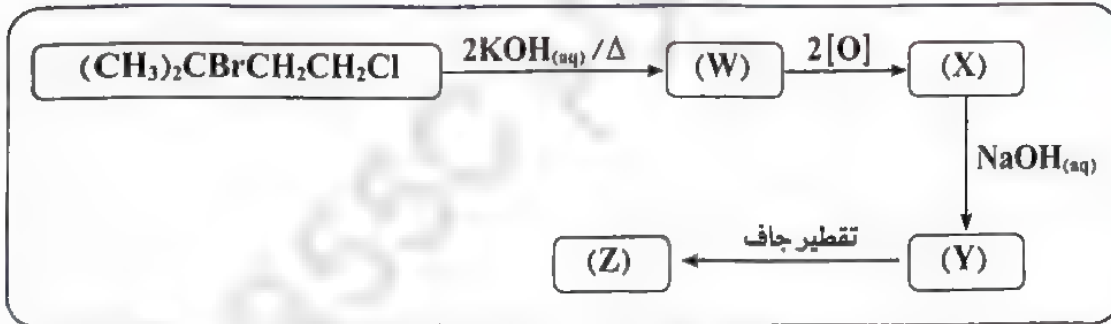 (CH₃)₂CBrCH₂CH₂Cl 2KOH₍aq₎/Δ (W) 2[O] (X)
NaOH₍aq₎
(Z) تقطير جاف (Y)